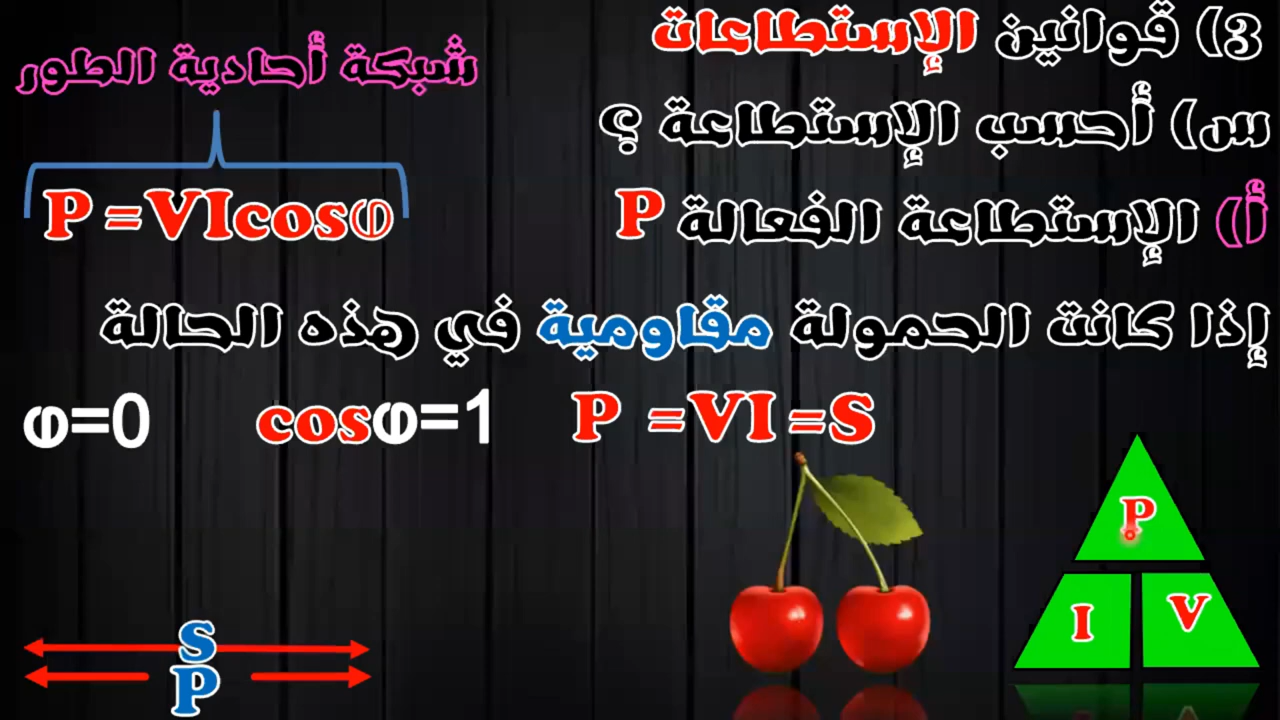 3) قوانين الإستطاعات
شبكة أحادية الطور
س) أحسب الإستطاعة ؟
أ) الإستطاعة الفعالة P
P =VIcosφ
إذا كانت الحمولة مقاومية في هذه الحالة
φ=0
cosφ=1
P =VI =S
P
I
V
S
P